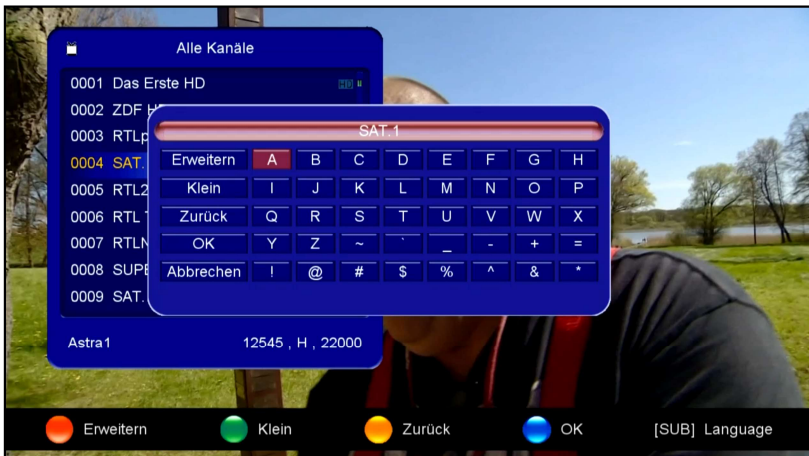 Alle Kanäle
0001 Das Erste HD HD
0002 ZDF
0003 RTLp
0004 SAT.
0005 RTL2
0006 RTL
0007 RTLN
0008 SUPE
0009 SAT.
Astra1 12545 , H , 22000
SAT.1
Erweitern A B C D E F G H
Klein I J K L M N O P
Zurück Q R S T U V W X
OK Y Z ~ ` _ - + =
Abbrechen ! @ # $ % ^ & *
Erweitern Klein Zurück OK [SUB] Language